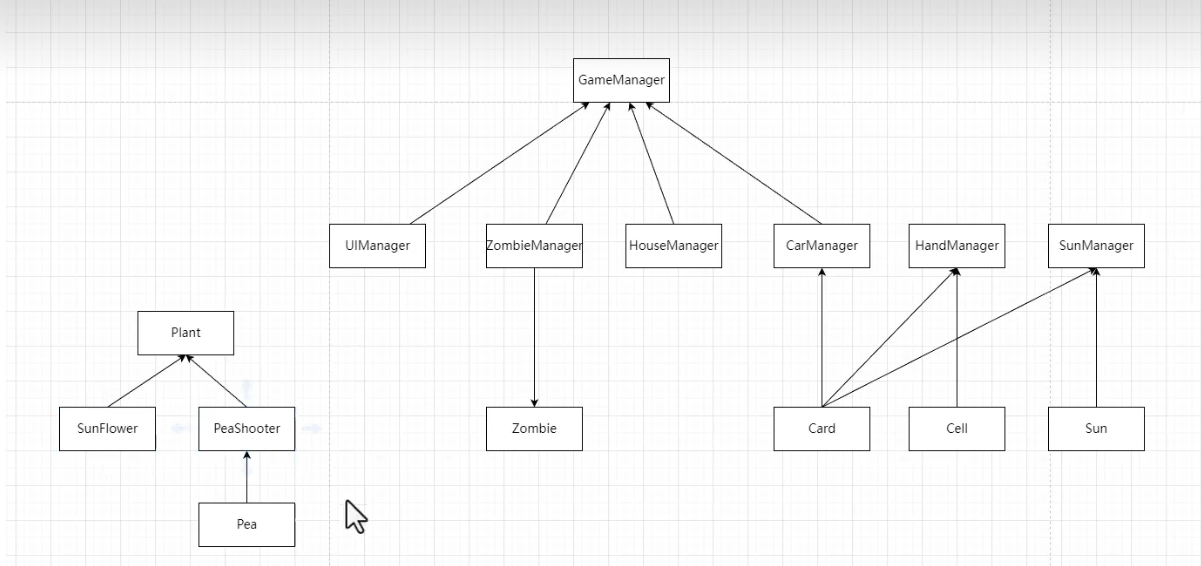 GameManager
UIManager
ZombieManager
HouseManager
CarManager
HandManager
SunManager
Plant
SunFlower
PeaShooter
Zombie
Card
Cell
Sun
Pea